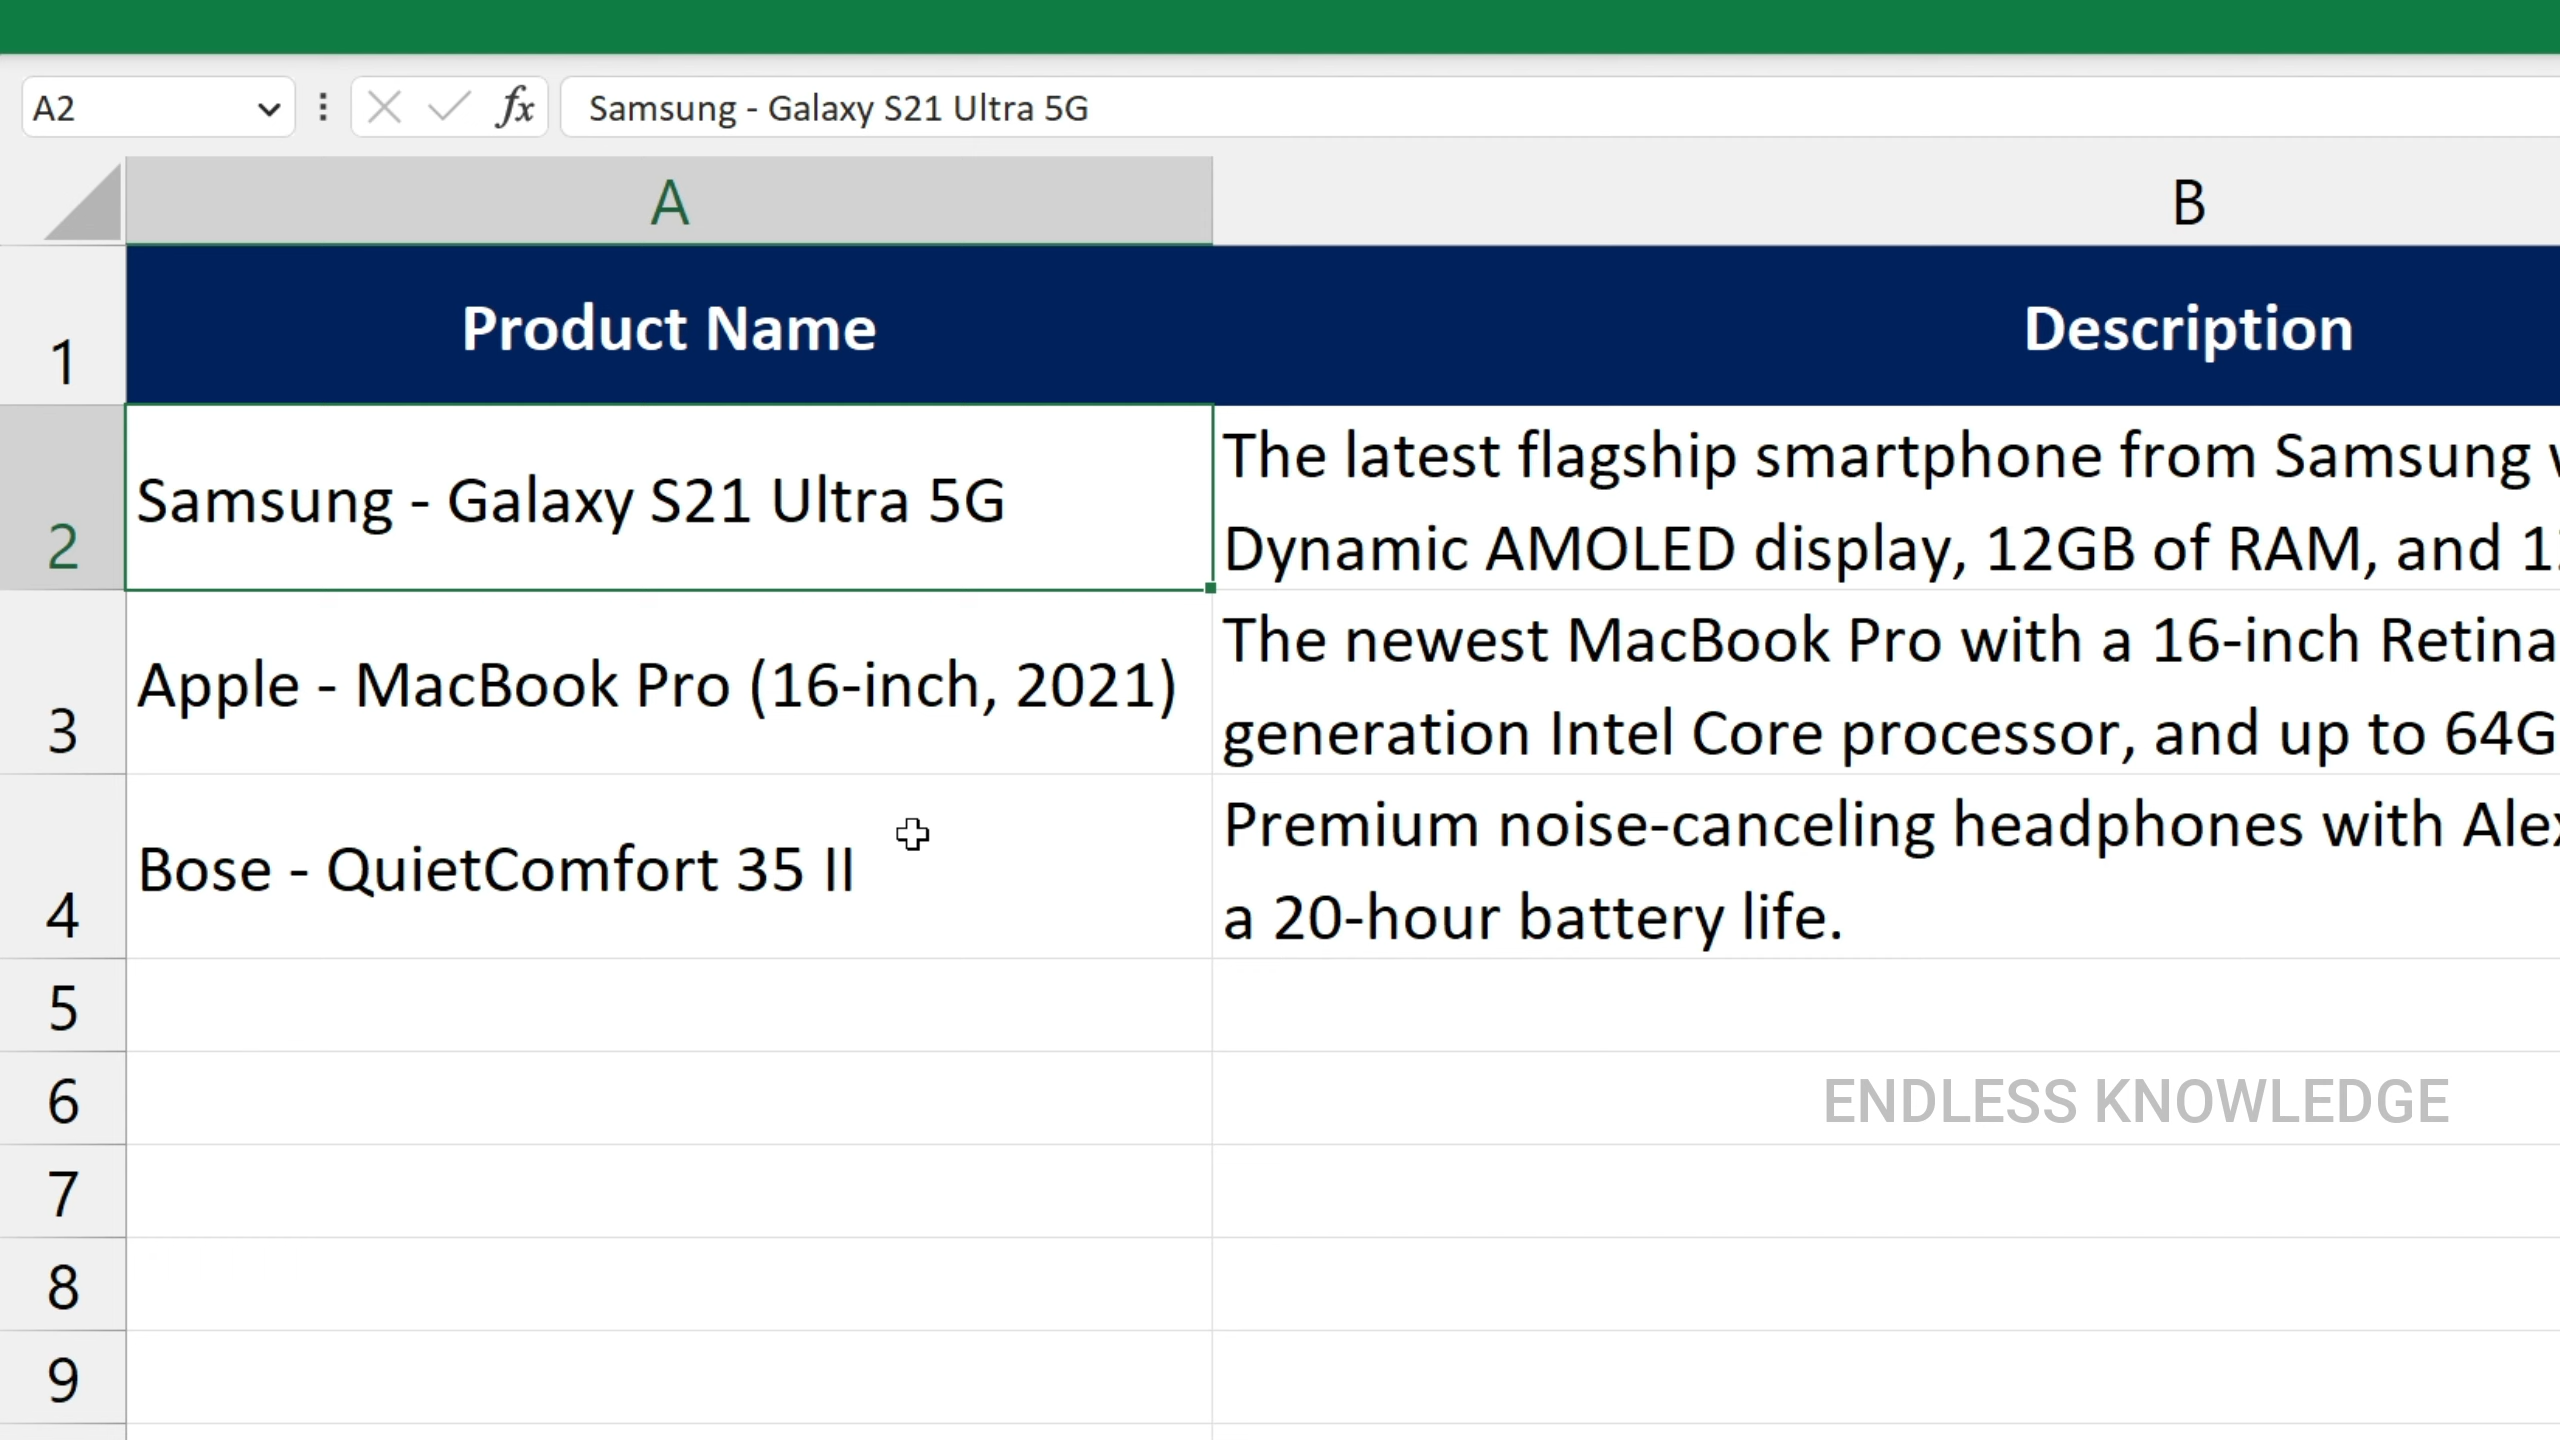 A2
fx
Samsung - Galaxy S21 Ultra 5G
A
B
1
Product Name
Description
2
Samsung - Galaxy S21 Ultra 5G
The latest flagship smartphone from Samsung
Dynamic AMOLED display, 12GB of RAM, and
3
Apple - MacBook Pro (16-inch, 2021)
The newest MacBook Pro with a 16-inch Retina
generation Intel Core processor, and up to
4
Bose - QuietComfort 35 II
Premium noise-canceling headphones with
a 20-hour battery life.
5
6
ENDLESS KNOWLEDGE
7
8
9